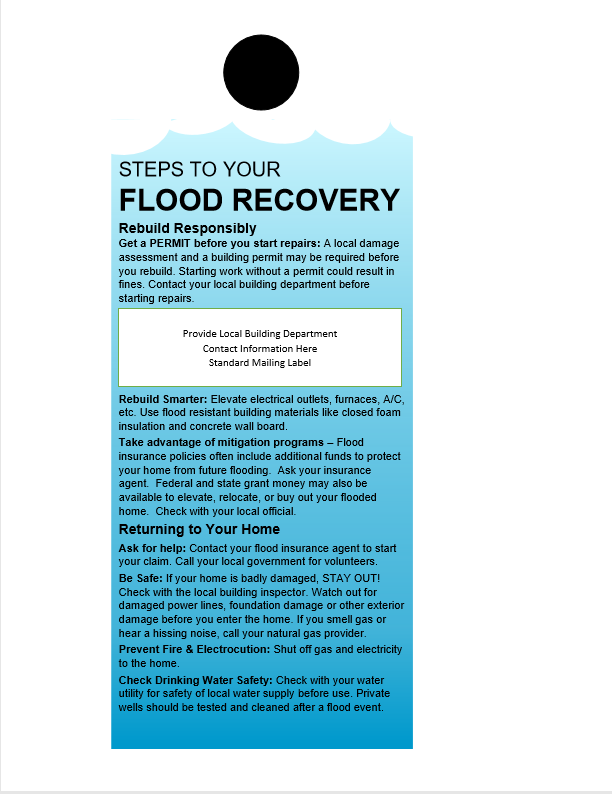 STEPS TO YOUR
FLOOD RECOVERY
Rebuild Responsibly
Get a PERMIT before you start repairs: A local damage
assessment and a building permit may be required before
you rebuild. Starting work without a permit could result in
fines. Contact your local building department before
starting repairs.
Provide Local Building Department
Contact Information Here
Standard Mailing Label
Rebuild Smarter: Elevate electrical outlets, furnaces, A/C,
etc. Use flood resistant building materials like closed foam
insulation and concrete wall board.
Take advantage of mitigation programs – Flood
insurance policies often include additional funds to protect
your home from future flooding.  Ask your insurance
agent.  Federal and state grant money may also be
available to elevate, relocate, or buy out your flooded
home.  Check with your local official.
Returning to Your Home
Ask for help: Contact your flood insurance agent to start
your claim. Call your local government for volunteers.
Be Safe: If your home is badly damaged, STAY OUT!
Check with the local building inspector. Watch out for
damaged power lines, foundation damage or other exterior
damage before you enter the home. If you smell gas or
hear a hissing noise, call your natural gas provider.
Prevent Fire & Electrocution: Shut off gas and electricity
to the home.
Check Drinking Water Safety: Check with your water
utility for safety of local water supply before use. Private
wells should be tested and cleaned after a flood event.